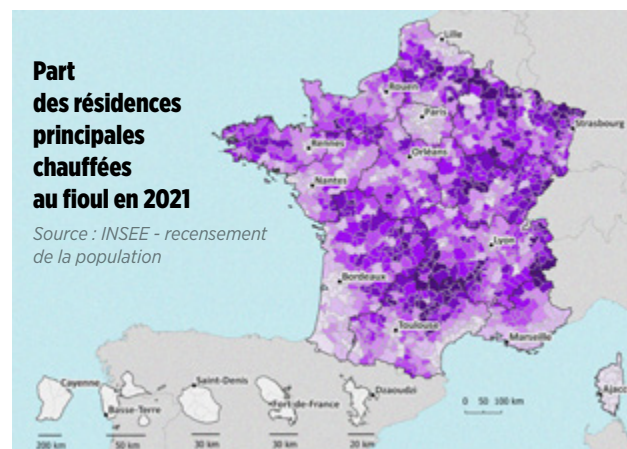 Part
des résidences
principales
chauffées
au fioul en 2021
Source : INSEE - recensement
de la population
Lille
Rouen
Paris
Strasbourg
Rennes
Orléans
Nantes
Lyon
Bordeaux
Toulouse
Marseille
Cayenne
Saint-Denis
Dzaoudzi
Basse-Terre
Fort-de-France
0 50 100 km
200 km
50 km
30 km
30 km
20 km